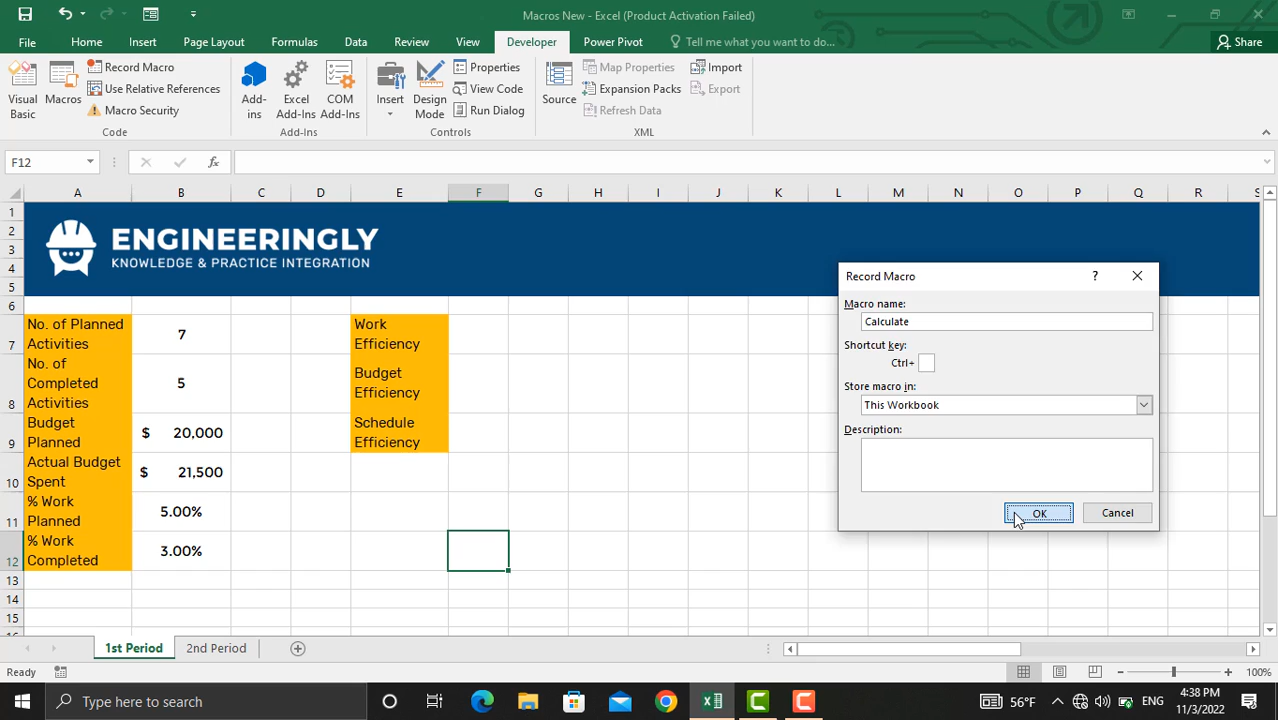 Macros New - Excel (Product Activation Failed)
File Home Insert Page Layout Formulas Data Review View Developer Power Pivot Tell me what you want to do... Share
Visual Basic
Macros
Record Macro
Use Relative References
Macro Security
Code
Add-ins
Excel Add-Ins
COM Add-Ins
Add-Ins
Insert
Design Mode
Properties
View Code
Run Dialog
Controls
Source
Map Properties
Expansion Packs
Refresh Data
Import
Export
XML
F12
fx
A B C D E F G H I J K L M N O P Q R S
1
2
3
4
5
ENGINEERINGLY
KNOWLEDGE & PRACTICE INTEGRATION
6
7
No. of Planned
Activities
7
Work
Efficiency
8
No. of
Completed
Activities
5
Budget
Efficiency
9
Budget
Planned
$ 20,000
Schedule
Efficiency
10
Actual Budget
Spent
$ 21,500
11
% Work
Planned
5.00%
12
% Work
Completed
3.00%
13
14
15
16
Record Macro
?
Macro name:
Calculate
Shortcut key:
Ctrl+
Store macro in:
This Workbook
Description:
OK
Cancel
1st Period
2nd Period
Ready
100%
Type here to search
56°F
ENG
4:38 PM
11/3/2022